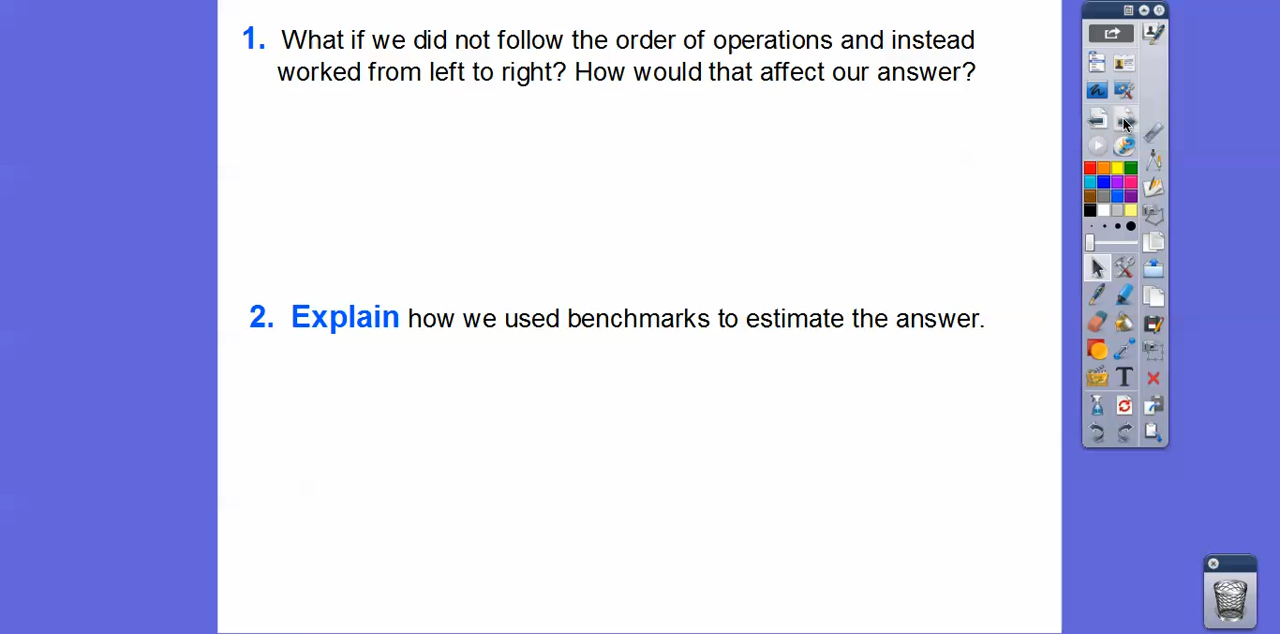 1. What if we did not follow the order of operations and instead
worked from left to right? How would that affect our answer?
2. Explain how we used benchmarks to estimate the answer.
T